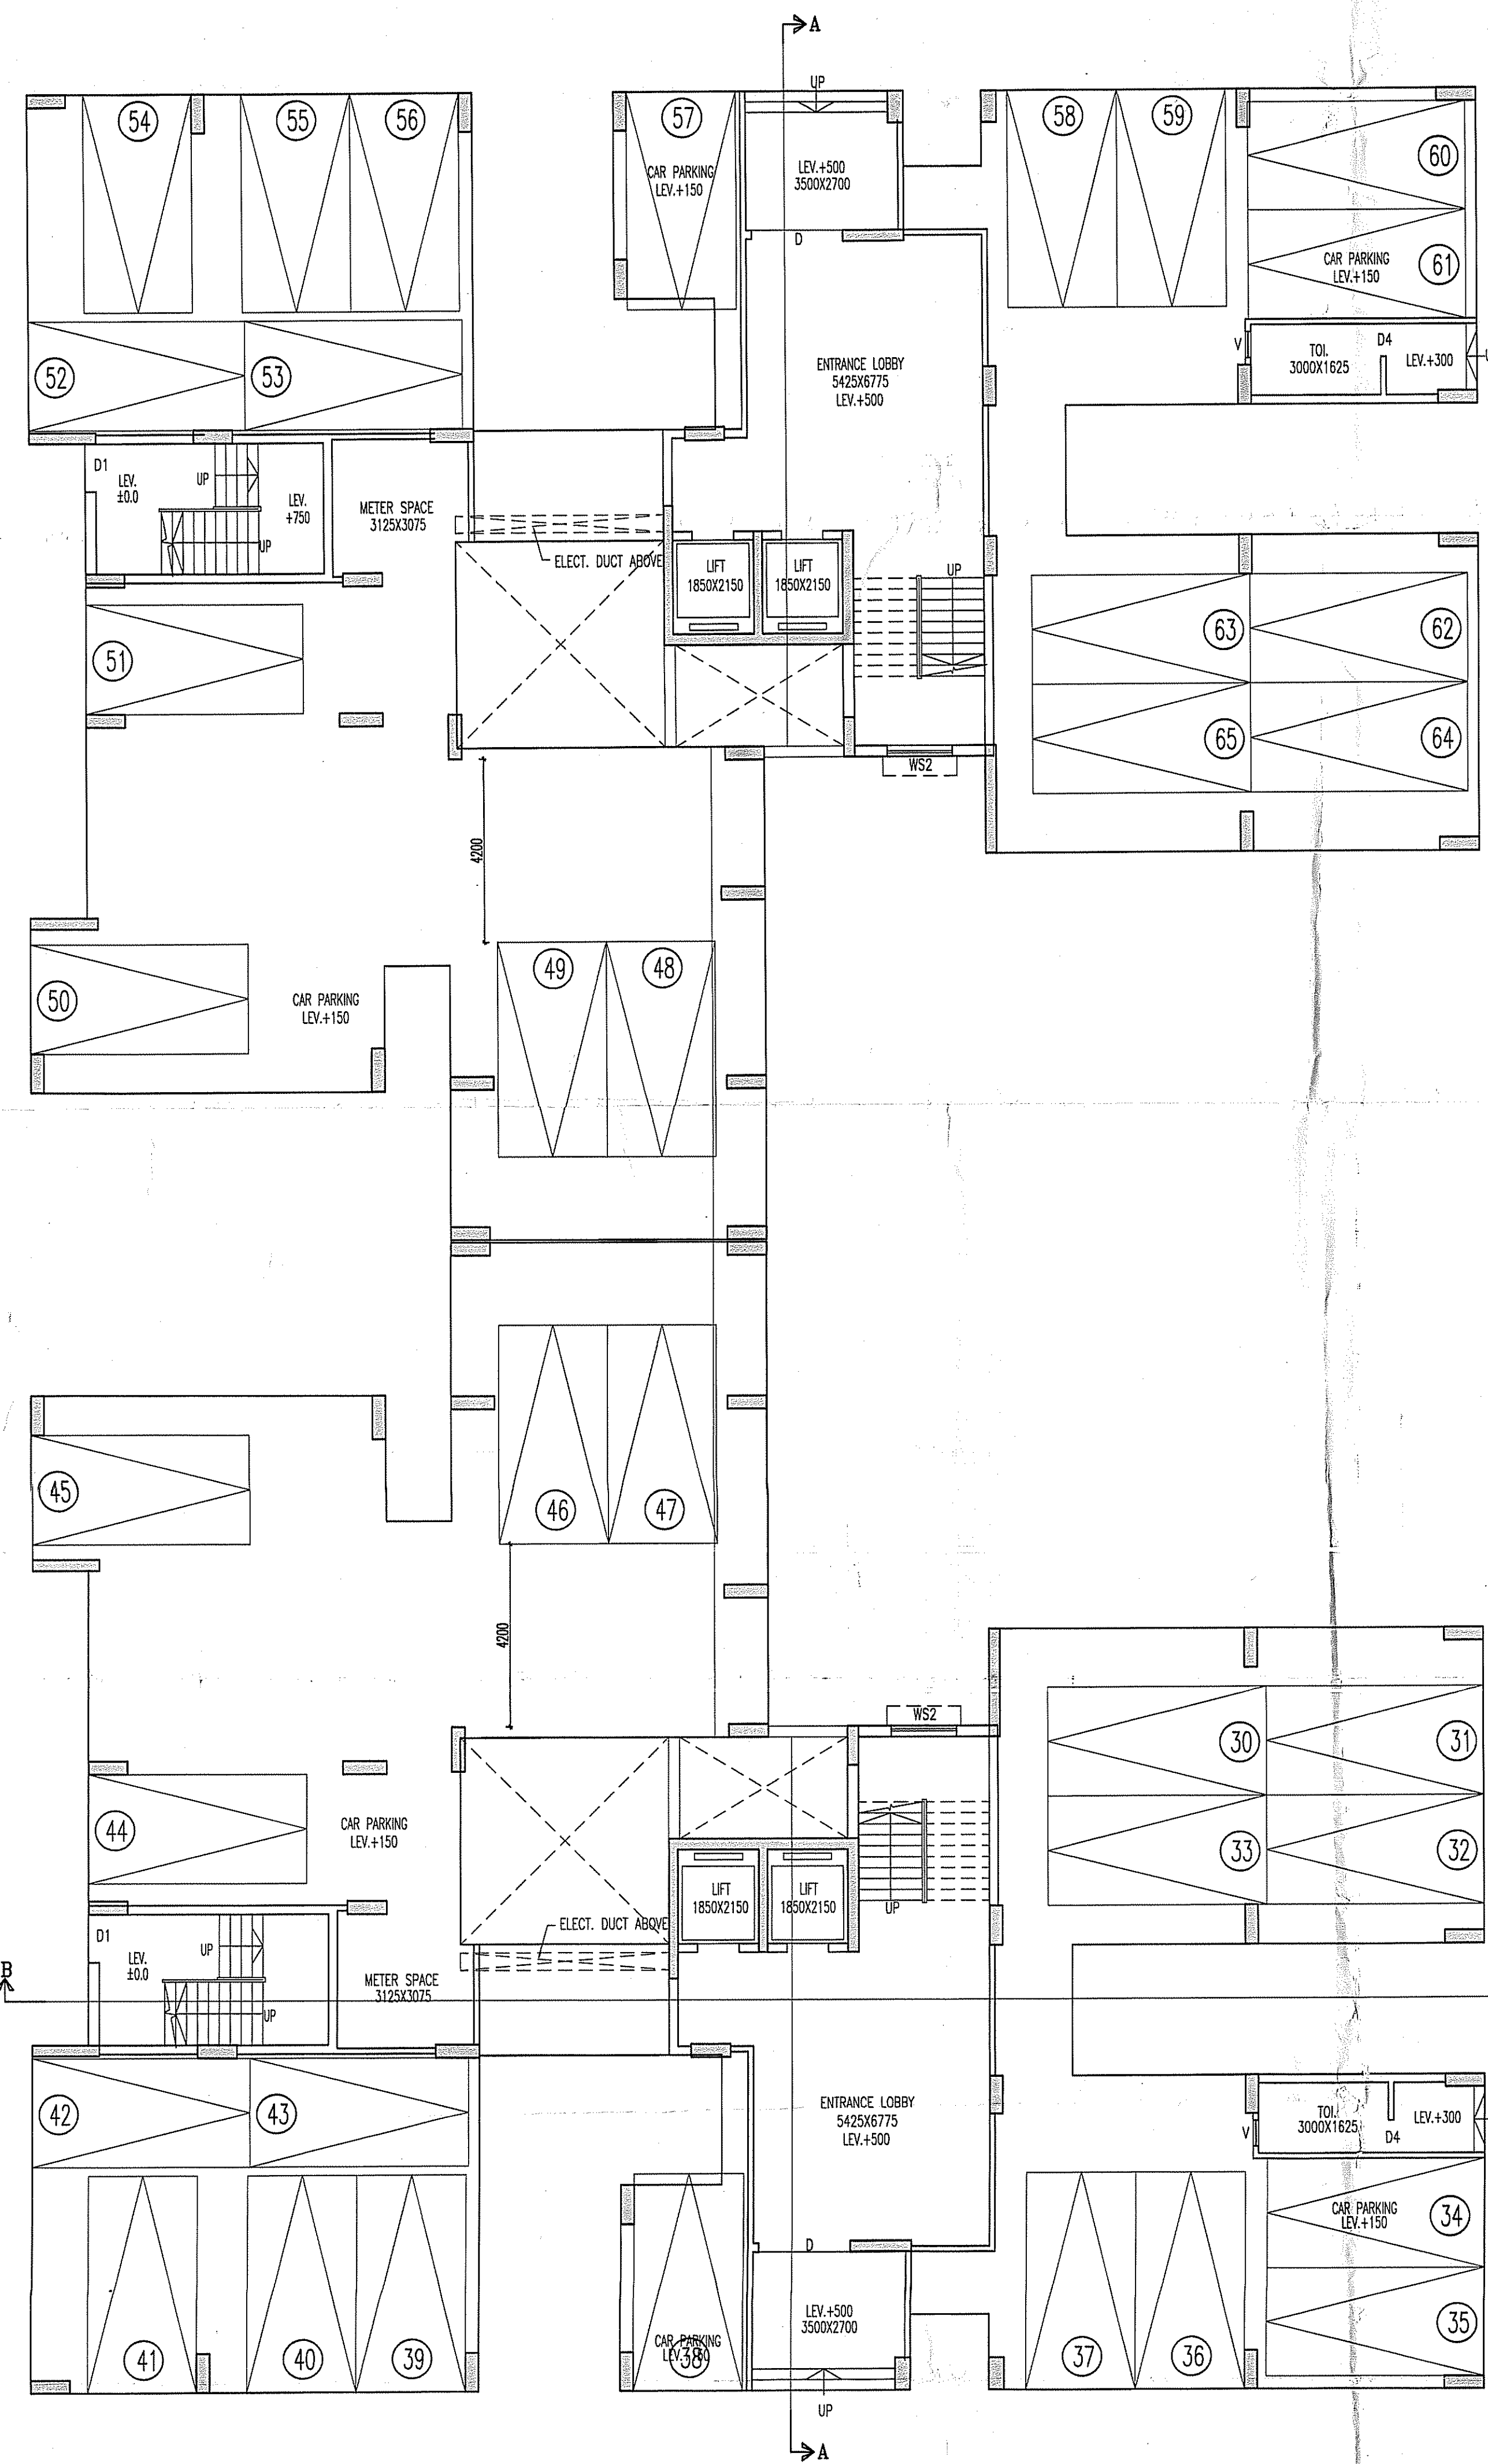 A
UP
54
55
56
57
58
59
60
CAR PARKING
LEV.+150
LEV.+500
3500X2700
D
61
CAR PARKING
LEV.+150
52
53
ENTRANCE LOBBY
5425X6775
LEV.+500
V
TOI.
3000X1625
D4
LEV.+300
D1
LEV.
±0.0
UP
LEV.
+750
UP
METER SPACE
3125X3075
ELECT. DUCT ABOVE
LIFT
1850X2150
LIFT
1850X2150
UP
51
63
62
65
64
WS2
4200
49
48
50
CAR PARKING
LEV.+150
45
46
47
4200
WS2
30
31
44
CAR PARKING
LEV.+150
33
32
LIFT
1850X2150
LIFT
1850X2150
UP
ELECT. DUCT ABOVE
D1
LEV.
±0.0
UP
UP
METER SPACE
3125X3075
B
42
43
ENTRANCE LOBBY
5425X6775
LEV.+500
V
TOI.
3000X1625
D4
LEV.+300
CAR PARKING
LEV.+150
34
D
LEV.+500
3500X2700
35
41
40
39
CAR PARKING
38
37
36
UP
A